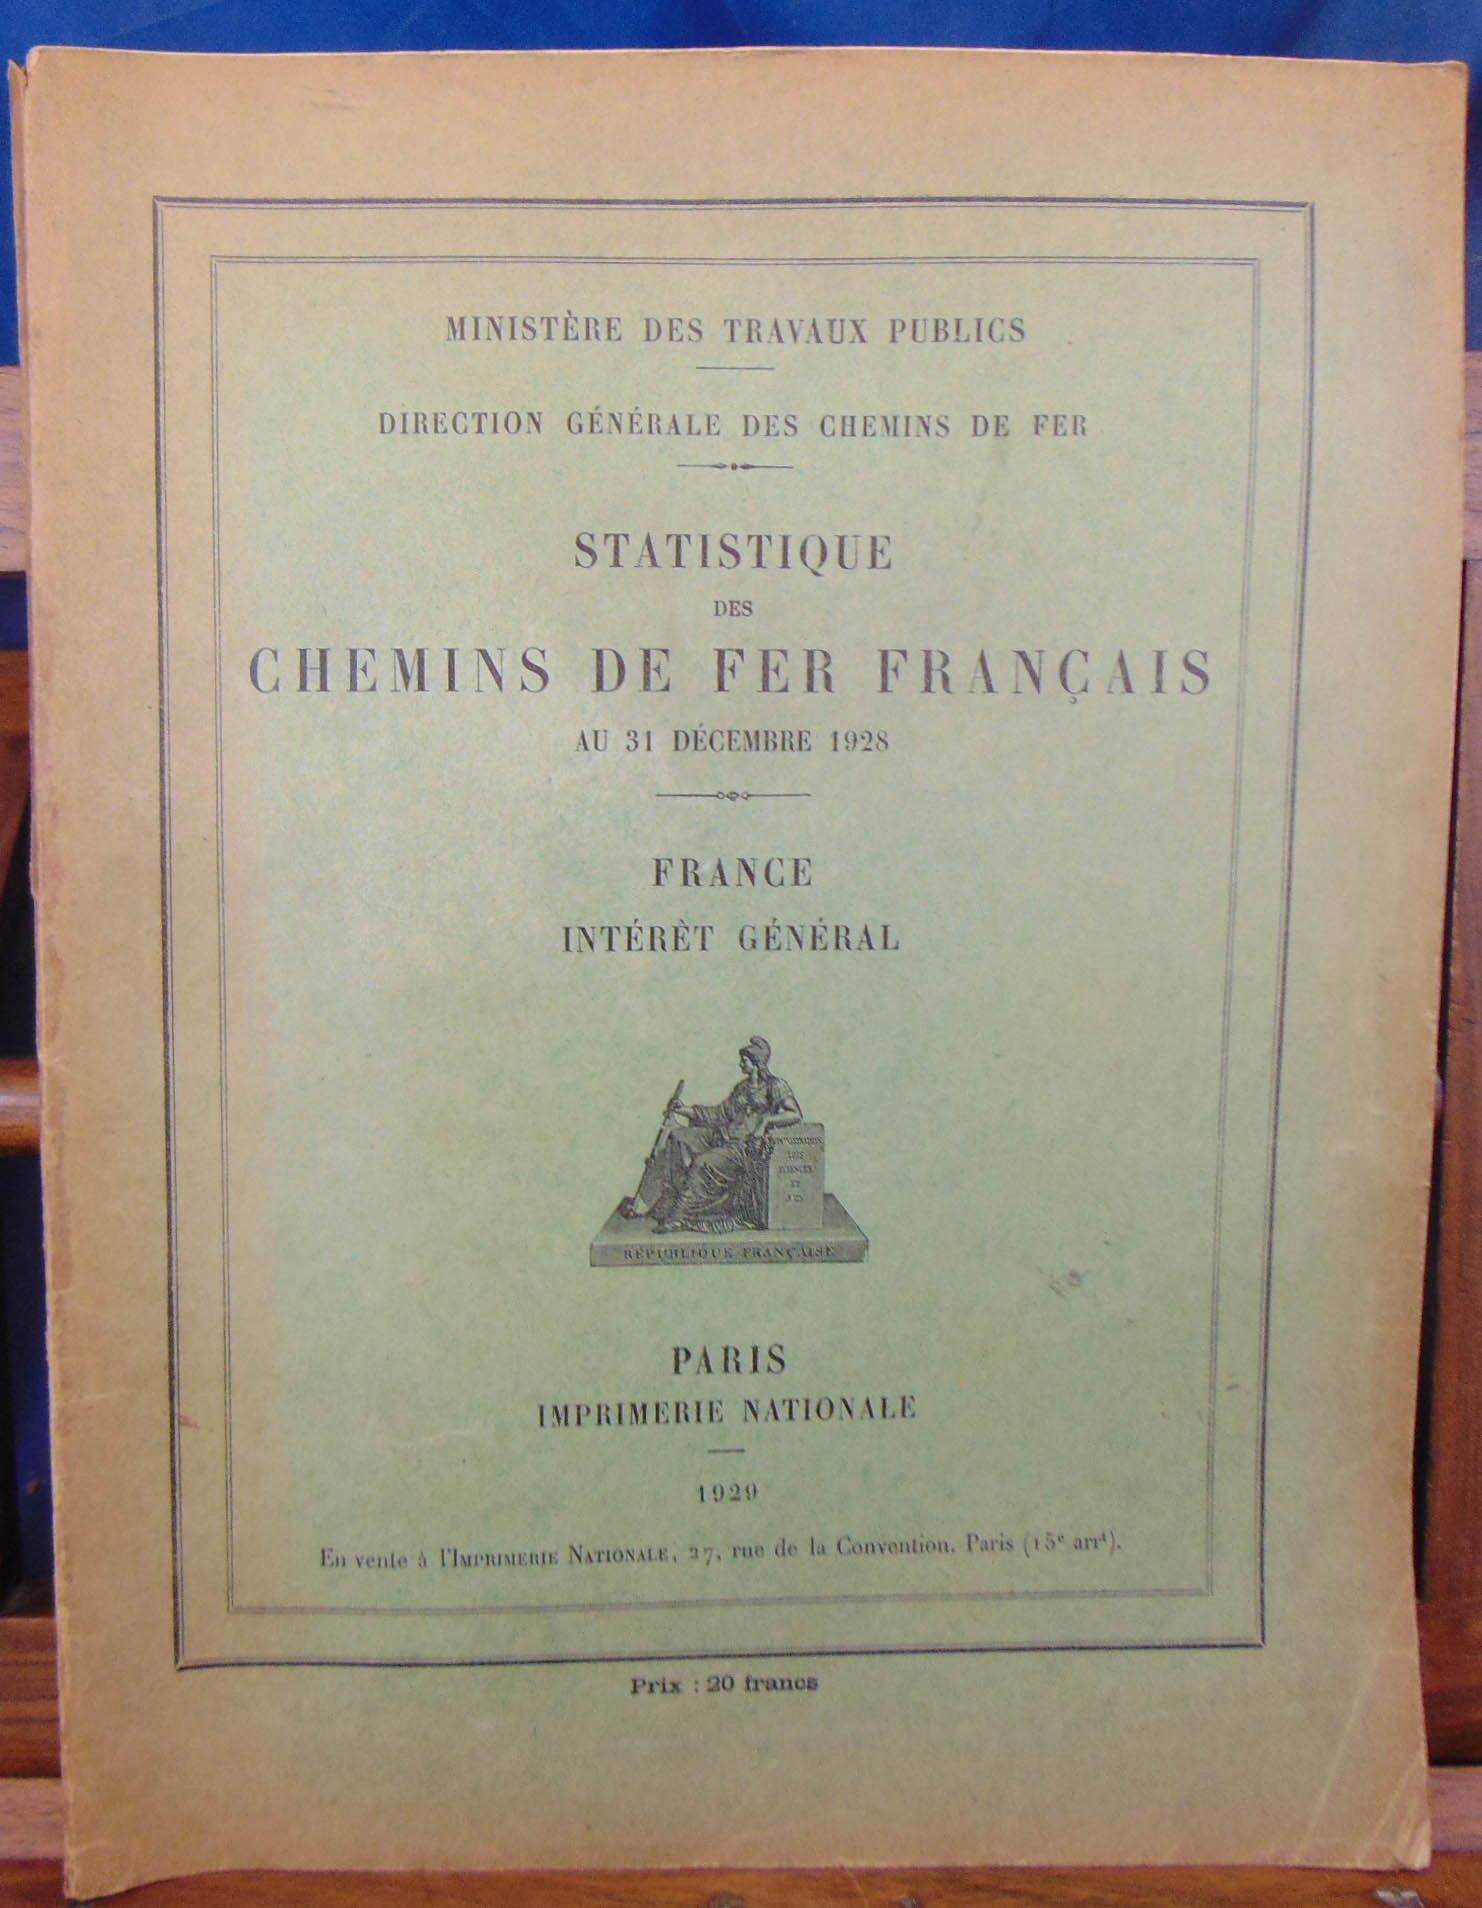 MINISTÈRE DES TRAVAUX PUBLICS
DIRECTION GÉNÉRALE DES CHEMINS DE FER
STATISTIQUE
DES
CHEMINS DE FER FRANÇAIS
AU 31 DÉCEMBRE 1928
FRANCE
INTÉRÊT GÉNÉRAL
SCIENCES
ET
RÉPUBLIQUE FRANÇAISE
PARIS
IMPRIMERIE NATIONALE
1929
En vente à l'IMPRIMERIE NATIONALE, 27, rue de la Convention, Paris (15e arrt).
Prix : 20 francs